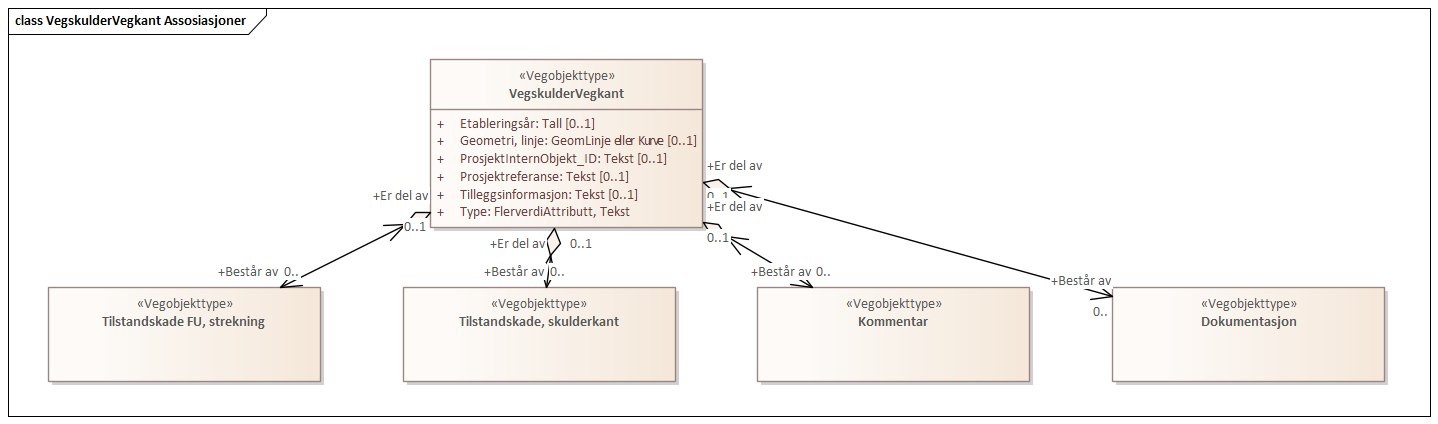 class VegskulderVegkant Assosiasjoner
«Vegobjekttype»
VegskulderVegkant
+ Etableringsår: Tall [0..1]
+ Geometri, linje: GeomLinje eller Kurve [0..1]
+ ProsjektInternObjekt_ID: Tekst [0..1]
+ Prosjektreferanse: Tekst [0..1]
+ Tilleggsinformasjon: Tekst [0..1]
+ Type: FlerverdiAttributt, Tekst
+Er del av
0..1
+Er del av
0..1
+Er del av
0..1
+Er del av
0..1
+Består av 0..
+Består av 0..
+Består av 0..
+Består av
0..
«Vegobjekttype»
Tilstandskade FU, strekning
«Vegobjekttype»
Tilstandskade, skulderkant
«Vegobjekttype»
Kommentar
«Vegobjekttype»
Dokumentasjon